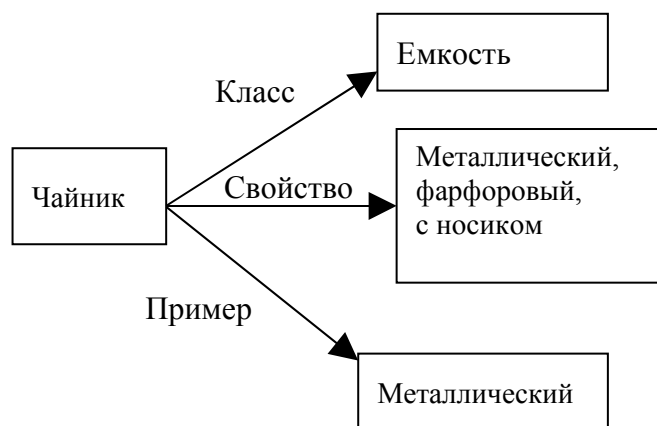 Емкость
Класс
Металлический,
фарфоровый,
с носиком
Чайник
Свойство
Пример
Металлический